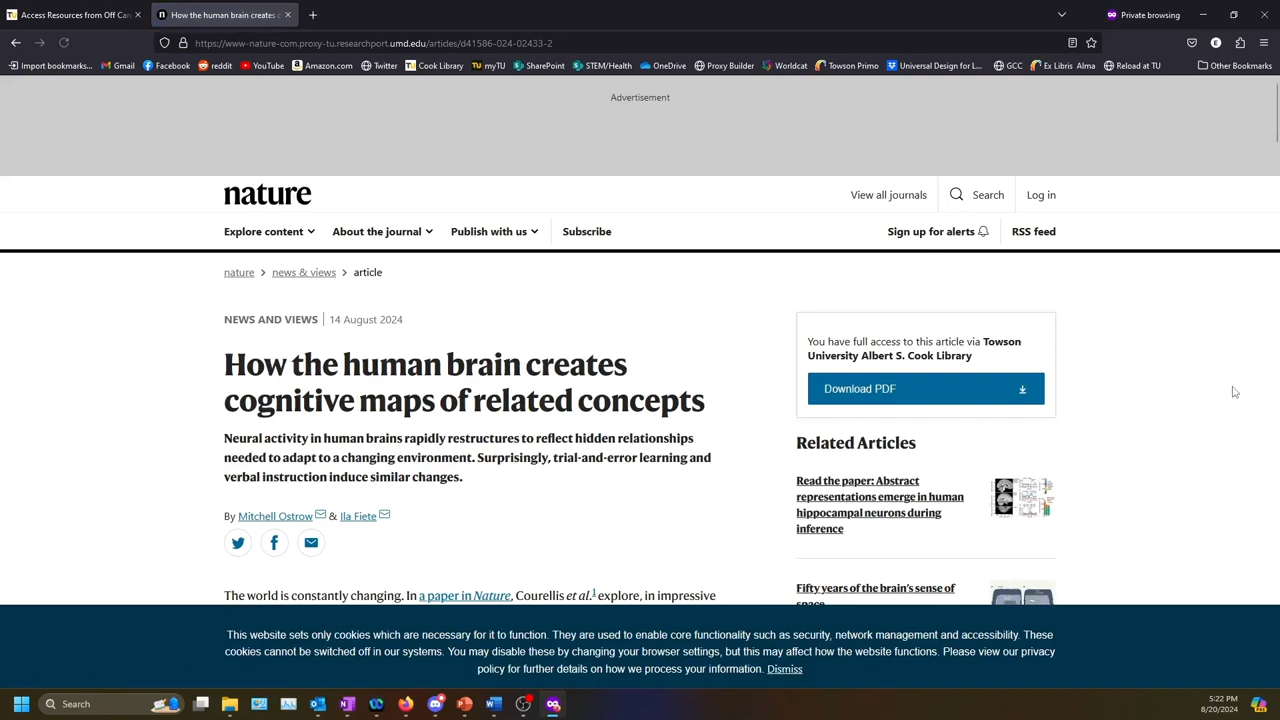 Access Resources from Off Can
How the human brain creates c
Private browsing
https://www-nature-com.proxy-tu.researchport.umd.edu/articles/d41586-024-02433-2
Import bookmarks... Gmail Facebook reddit YouTube Amazon.com Twitter Cook Library myTU SharePoint STEM/Health OneDrive Proxy Builder Worldcat Towson Primo Universal Design for L... GCC Ex Libris Alma Reload at TU Other Bookmarks
Advertisement
nature
View all journals Search Log in
Explore content About the journal Publish with us Subscribe
Sign up for alerts RSS feed
nature > news & views > article
NEWS AND VIEWS | 14 August 2024
How the human brain creates
cognitive maps of related concepts
Neural activity in human brains rapidly restructures to reflect hidden relationships
needed to adapt to a changing environment. Surprisingly, trial-and-error learning and
verbal instruction induce similar changes.
By Mitchell Ostrow & Ila Fiete
The world is constantly changing. In a paper in Nature, Courellis et al.1 explore, in impressive
You have full access to this article via Towson
University Albert S. Cook Library
Download PDF
Related Articles
Read the paper: Abstract
representations emerge in human
hippocampal neurons during
inference
Fifty years of the brain's sense of
space
This website sets only cookies which are necessary for it to function. They are used to enable core functionality such as security, network management and accessibility. These
cookies cannot be switched off in our systems. You may disable these by changing your browser settings, but this may affect how the website functions. Please view our privacy
policy for further details on how we process your information. Dismiss
Search
5:22 PM
8/20/2024